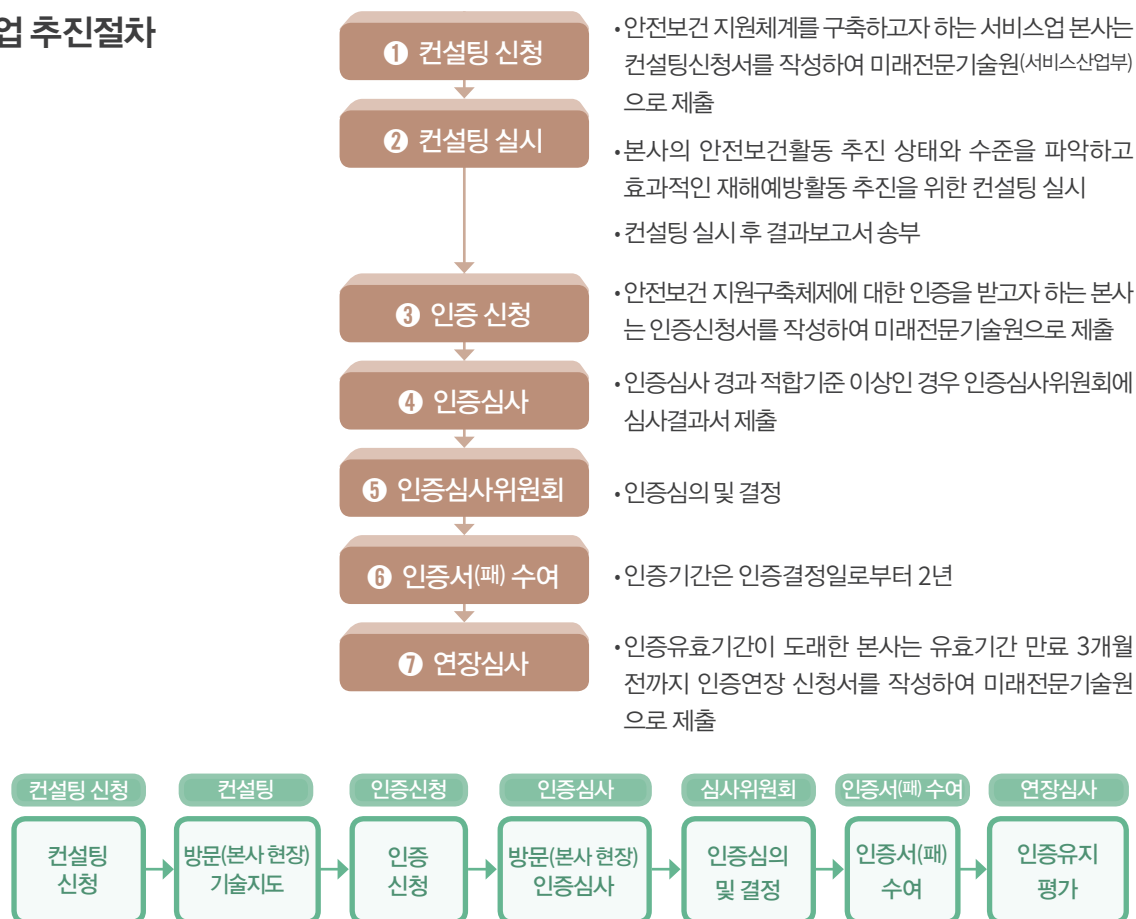 업 추진절차
❶ 컨설팅 신청
•안전보건 지원체계를 구축하고자 하는 서비스업 본사는
컨설팅신청서를 작성하여 미래전문기술원(서비스산업부)
으로 제출
❷ 컨설팅 실시
•본사의 안전보건활동 추진 상태와 수준을 파악하고
효과적인 재해예방활동 추진을 위한 컨설팅 실시
•컨설팅 실시 후 결과보고서 송부
❸ 인증 신청
•안전보건 지원구축체제에 대한 인증을 받고자 하는 본사
는 인증신청서를 작성하여 미래전문기술원으로 제출
❹ 인증심사
•인증심사 경과 적합기준 이상인 경우 인증심사위원회에
심사결과서 제출
❺ 인증심사위원회
•인증심의 및 결정
❻ 인증서(패) 수여
•인증기간은 인증결정일로부터 2년
❼ 연장심사
•인증유효기간이 도래한 본사는 유효기간 만료 3개월
전까지 인증연장 신청서를 작성하여 미래전문기술원
으로 제출
컨설팅 신청
컨설팅
인증신청
인증심사
심사위원회
인증서(패) 수여
연장심사
컨설팅
신청
방문(본사 현장)
기술지도
인증
신청
방문(본사 현장)
인증심사
인증심의
및 결정
인증서(패)
수여
인증유지
평가